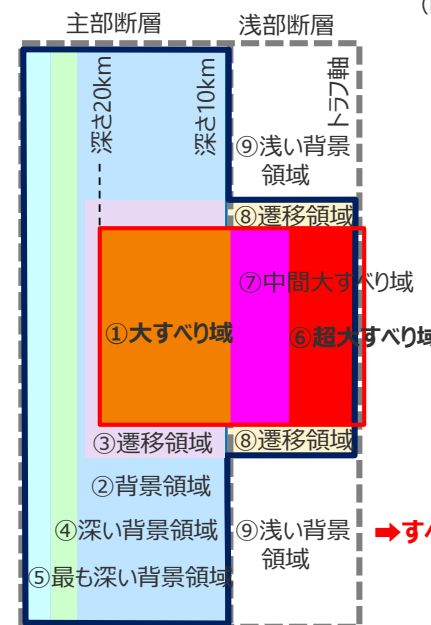 主部断層
浅部断層
深さ20km
深さ10km
トラフ軸
⑨浅い背景
領域
⑧遷移領域
⑦中間大すべり域
①大すべり域
⑥超大すべり域
③遷移領域
⑧遷移領域
②背景領域
④深い背景領域
⑨浅い背景
領域
➡すべ
⑤最も深い背景領域